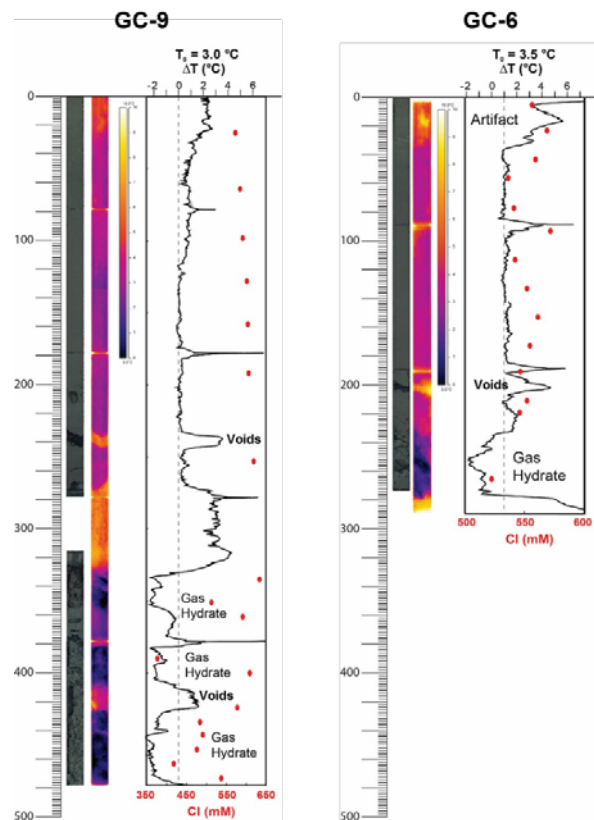 GC-9
GC-6
T₀ = 3.0 °C
ΔT (°C)
-2 0 2 4 6
T₀ = 3.5 °C
ΔT (°C)
-2 0 2 4 6
0
100
200
300
400
500
Voids
Gas
Hydrate
Gas
Hydrate
Voids
Gas
Hydrate
350 450 550 650
Cl (mM)
0
100
200
300
400
500
Artifact
Voids
Gas
Hydrate
500 550 600
Cl (mM)